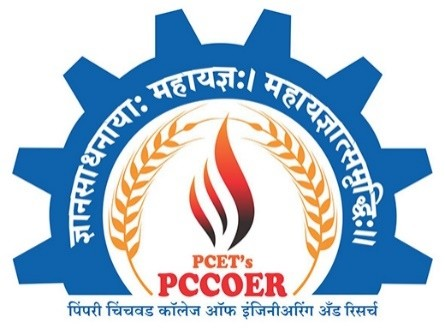 ज्ञानसाधनायाः महायज्ञः। महायज्ञात्समृद्धिः॥
PCET's
PCCOER
पिंपरी चिंचवड कॉलेज ऑफ इंजिनीअरिंग अँड रिसर्च